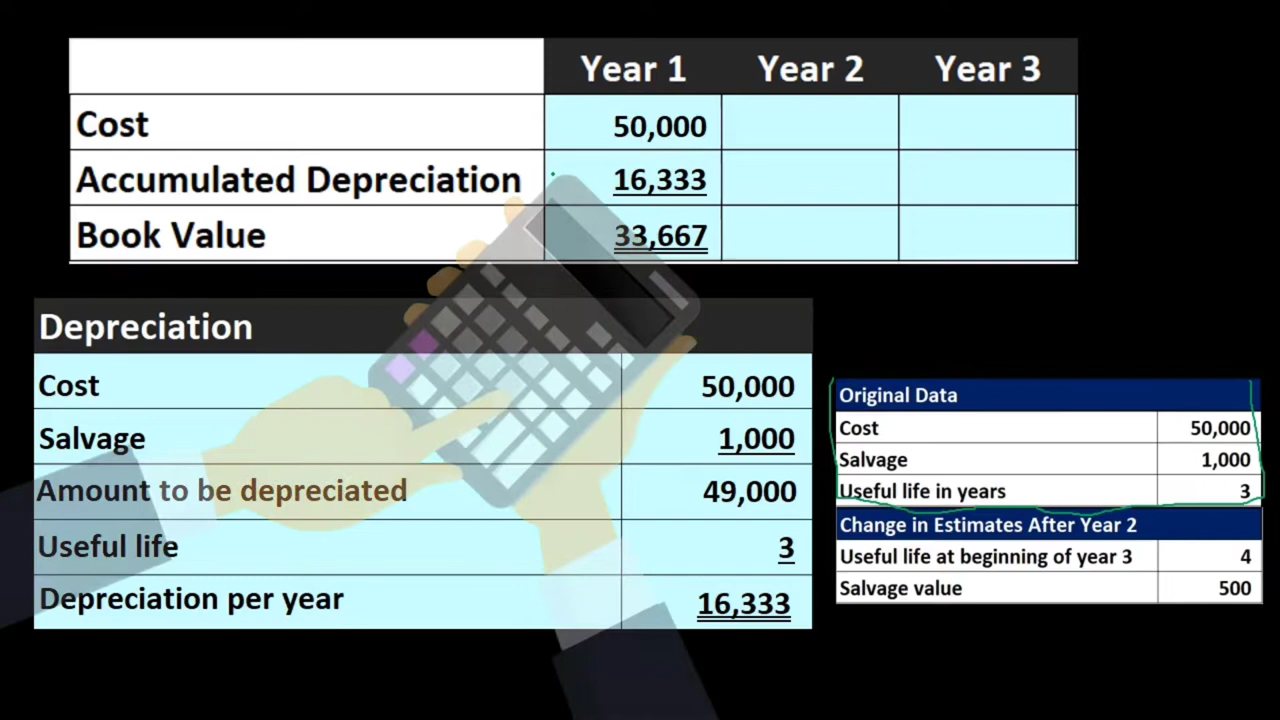 Year 1 Year 2 Year 3
Cost 50,000
Accumulated Depreciation 16,333
Book Value 33,667
Depreciation
Cost 50,000
Salvage 1,000
Amount to be depreciated 49,000
Useful life 3
Depreciation per year 16,333
Original Data
Cost 50,000
Salvage 1,000
Useful life in years 3
Change in Estimates After Year 2
Useful life at beginning of year 3 4
Salvage value 500